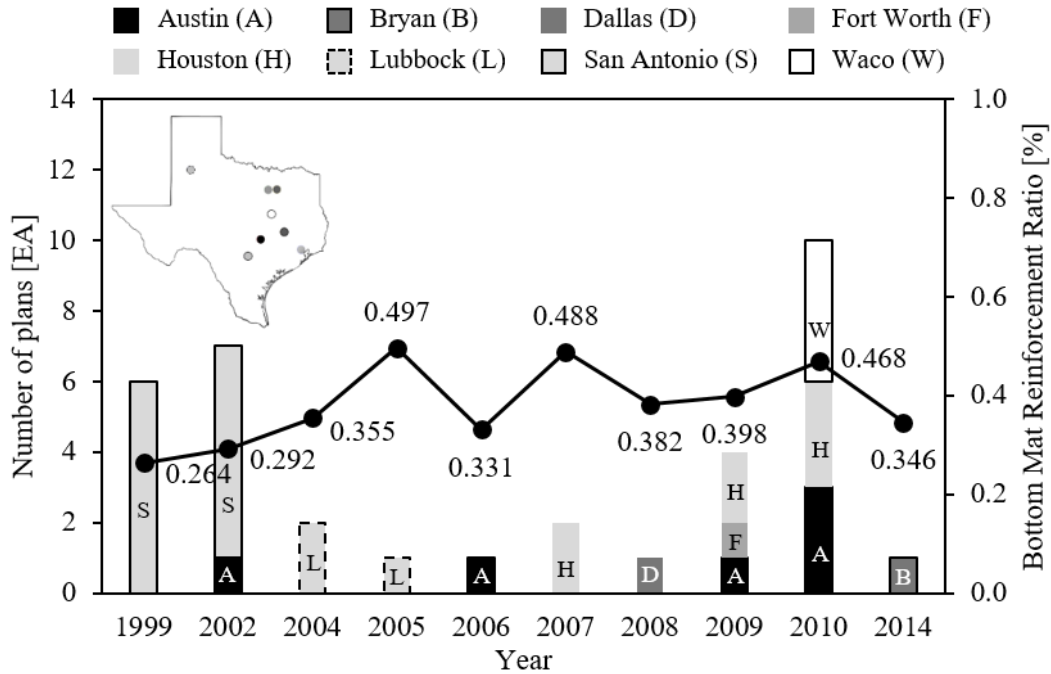 Austin (A) Bryan (B) Dallas (D) Fort Worth (F)
Houston (H) Lubbock (L) San Antonio (S) Waco (W)
Number of plans [EA]
14
12
10
8
6
4
2
0
1.0
0.8
0.6
0.4
0.2
0.0
Bottom Mat Reinforcement Ratio [%]
0.264
0.292
0.355
0.497
0.331
0.488
0.382
0.398
0.468
0.346
S
S
A
L
L
A
H
D
H
F
A
W
H
A
B
1999 2002 2004 2005 2006 2007 2008 2009 2010 2014
Year